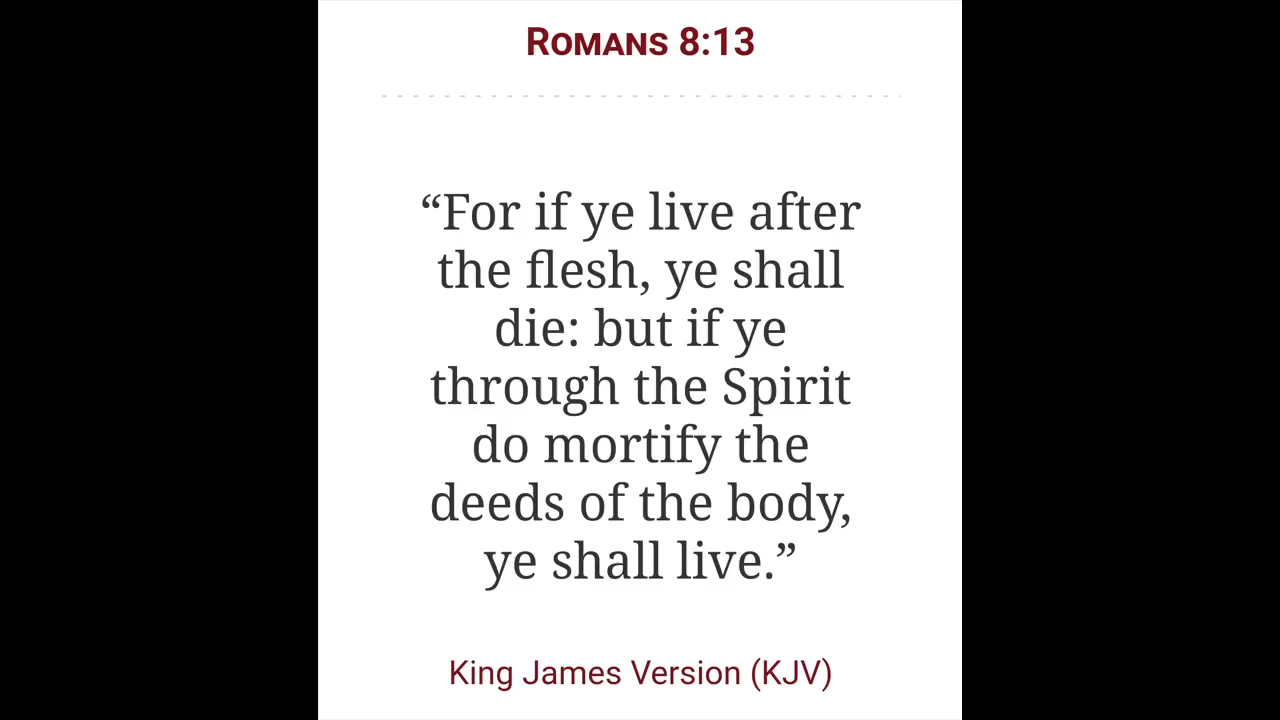 Romans 8:13
“For if ye live after
the flesh, ye shall
die: but if ye
through the Spirit
do mortify the
deeds of the body,
ye shall live.”
King James Version (KJV)